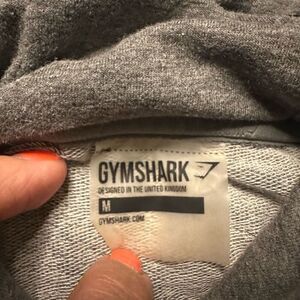 GYMSHARK
DESIGNED IN THE UNITED KINGDOM
M
GYMSHARK.COM